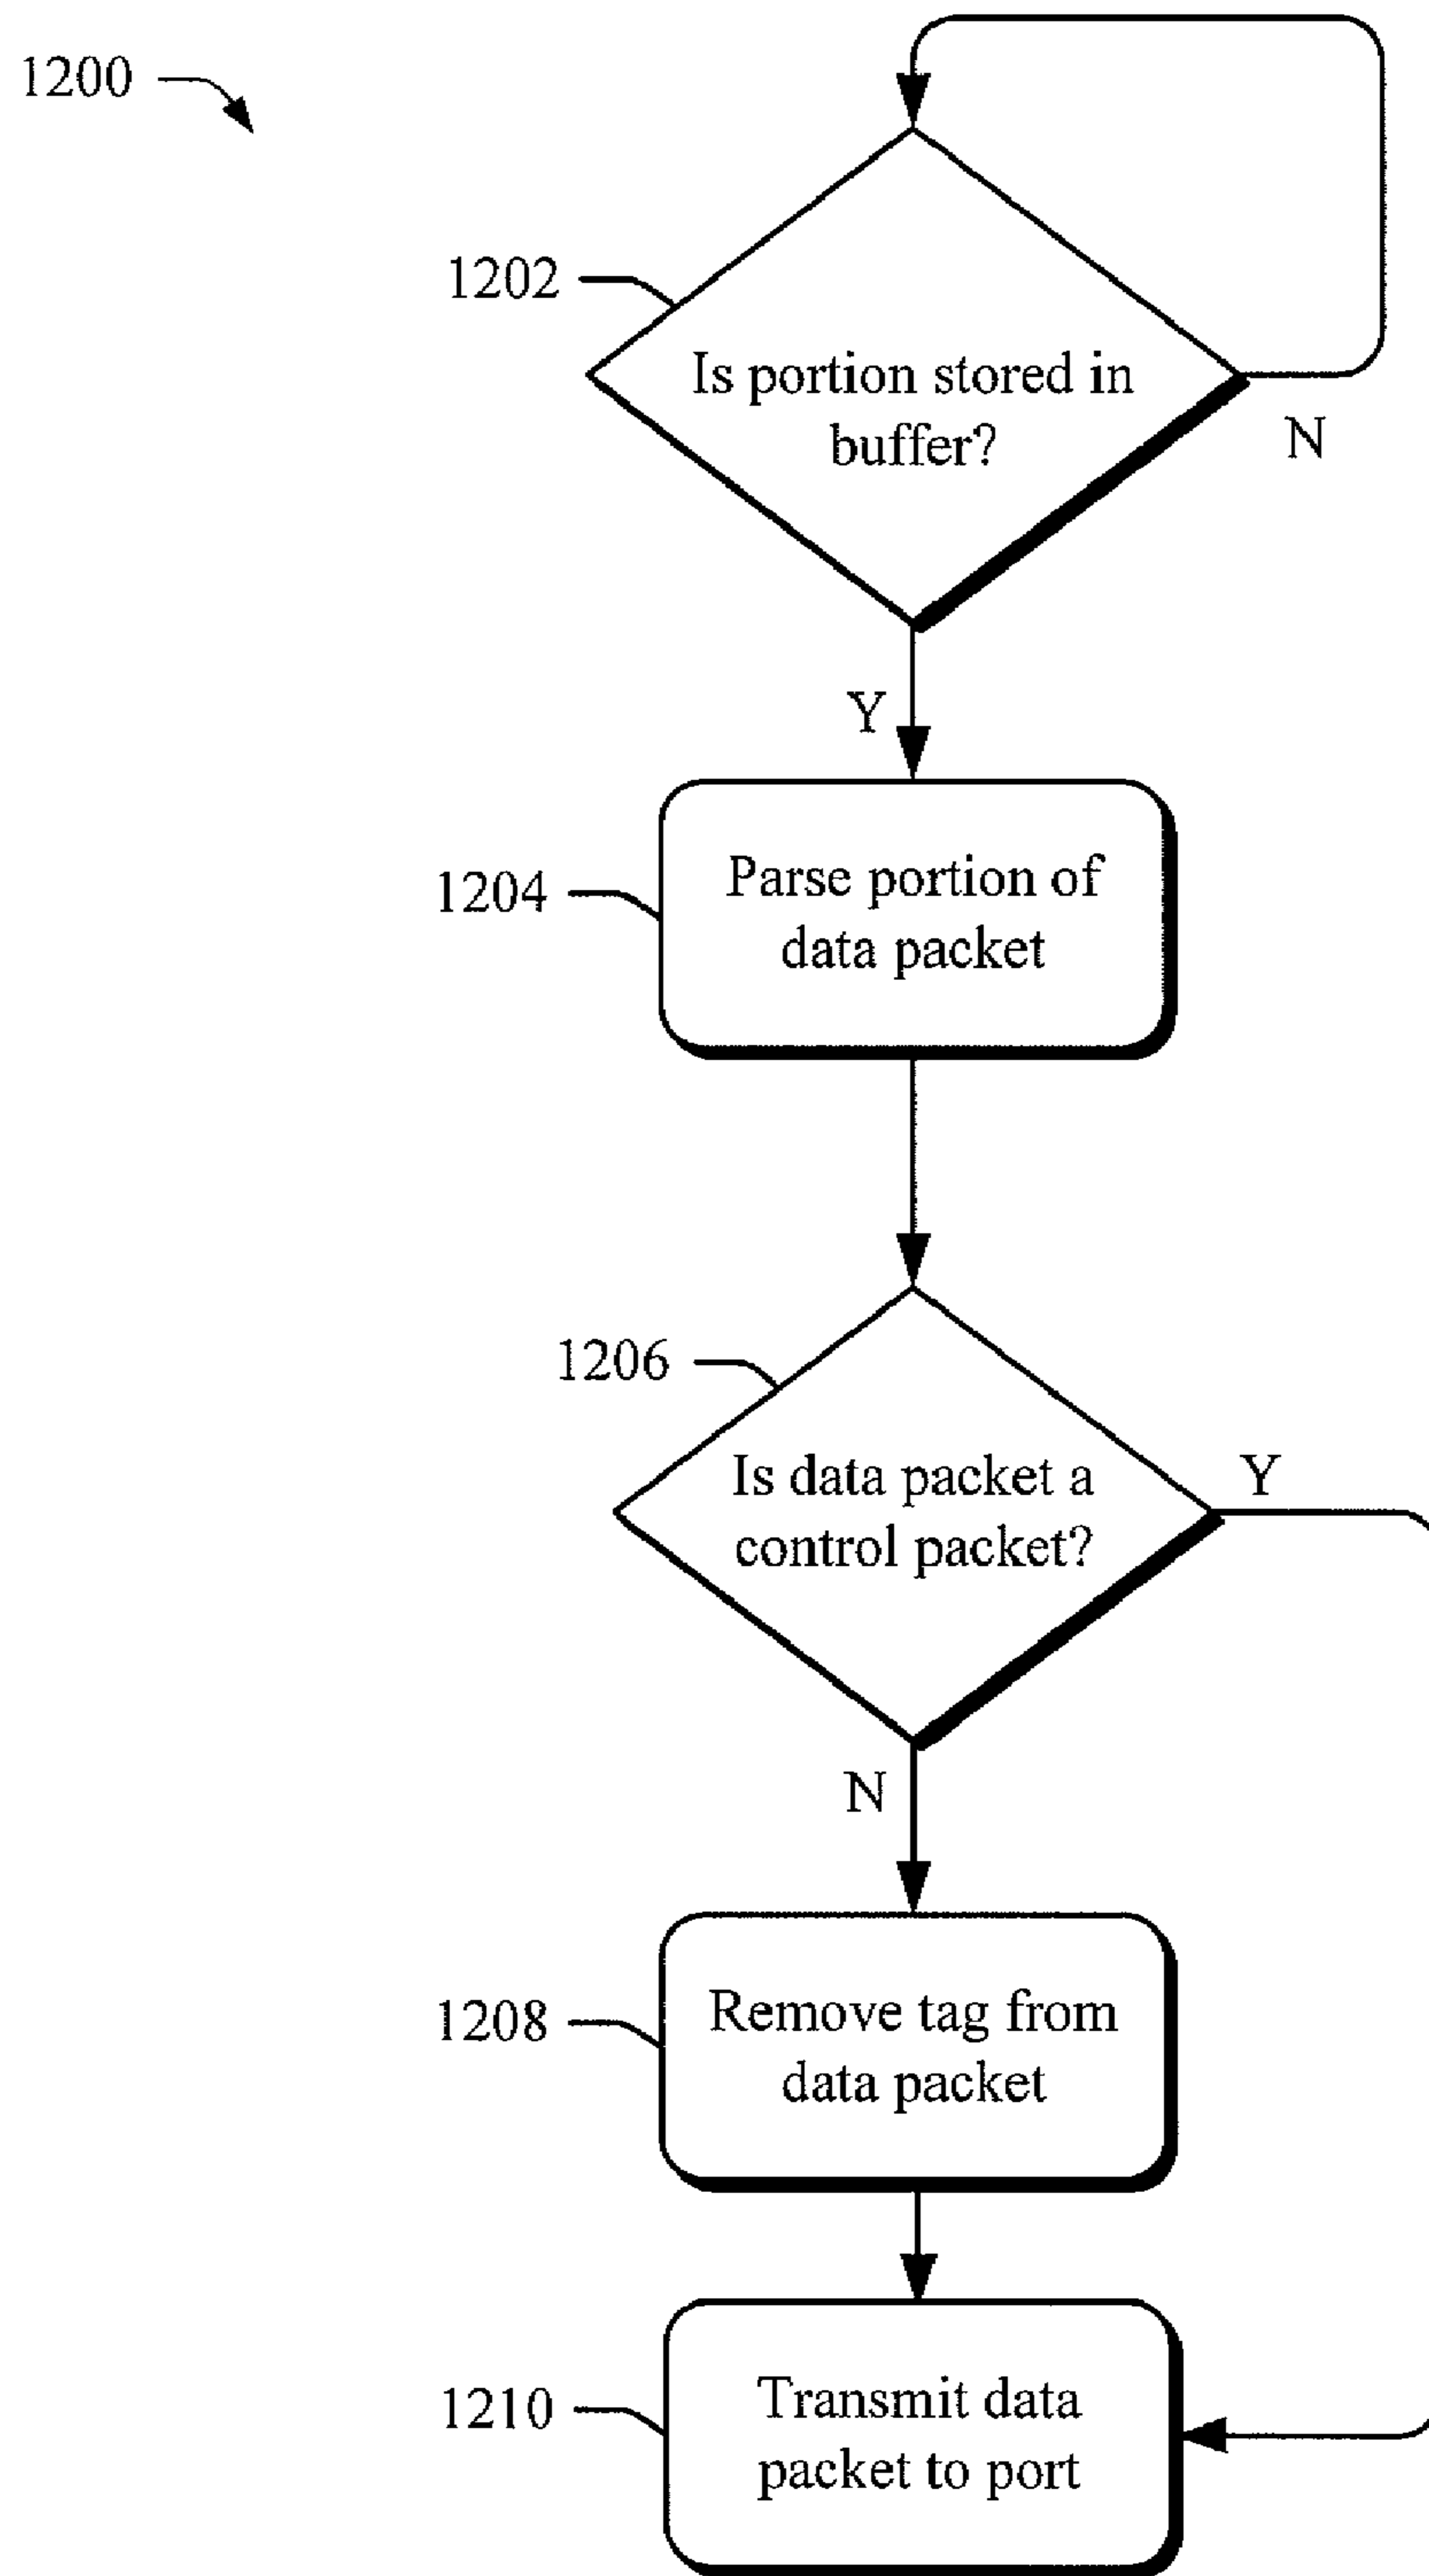 1200
1202
Is portion stored in
buffer?
N
Y
1204
Parse portion of
data packet
1206
Is data packet a
control packet?
Y
N
1208
Remove tag from
data packet
1210
Transmit data
packet to port